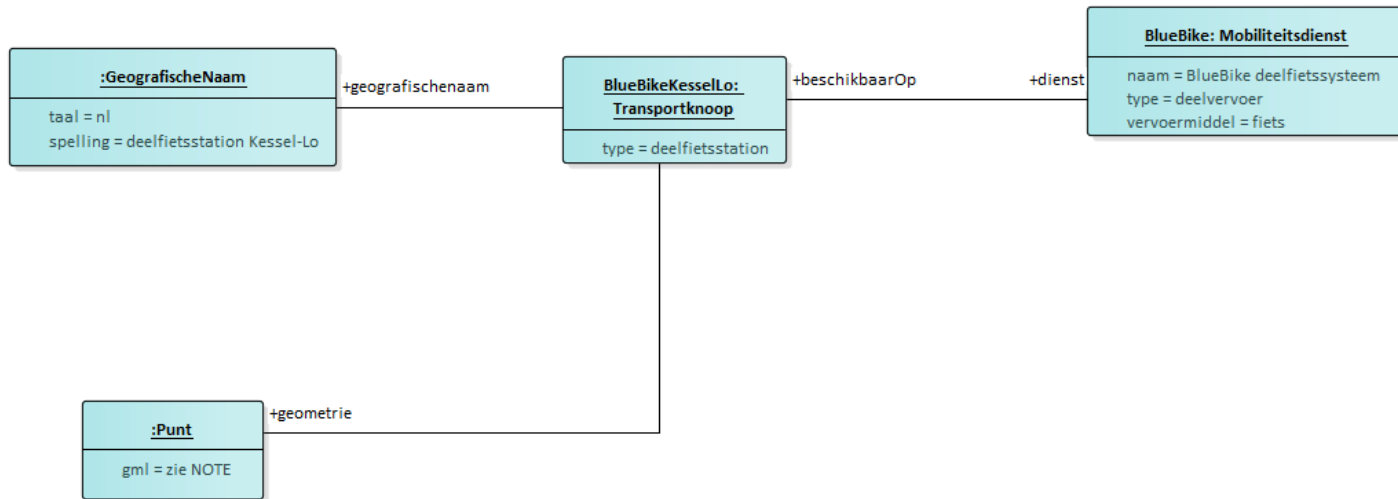 :GeografischeNaam
taal = nl
spelling = deelfietsstation Kessel-Lo
+geografischenaam
BlueBikeKesselLo:
Transportknoop
type = deelfietsstation
+beschikbaarOp
+dienst
BlueBike: Mobiliteitsdienst
naam = BlueBike deelfietssysteem
type = deelvervoer
vervoermiddel = fiets
:Punt
gml = zie NOTE
+geometrie